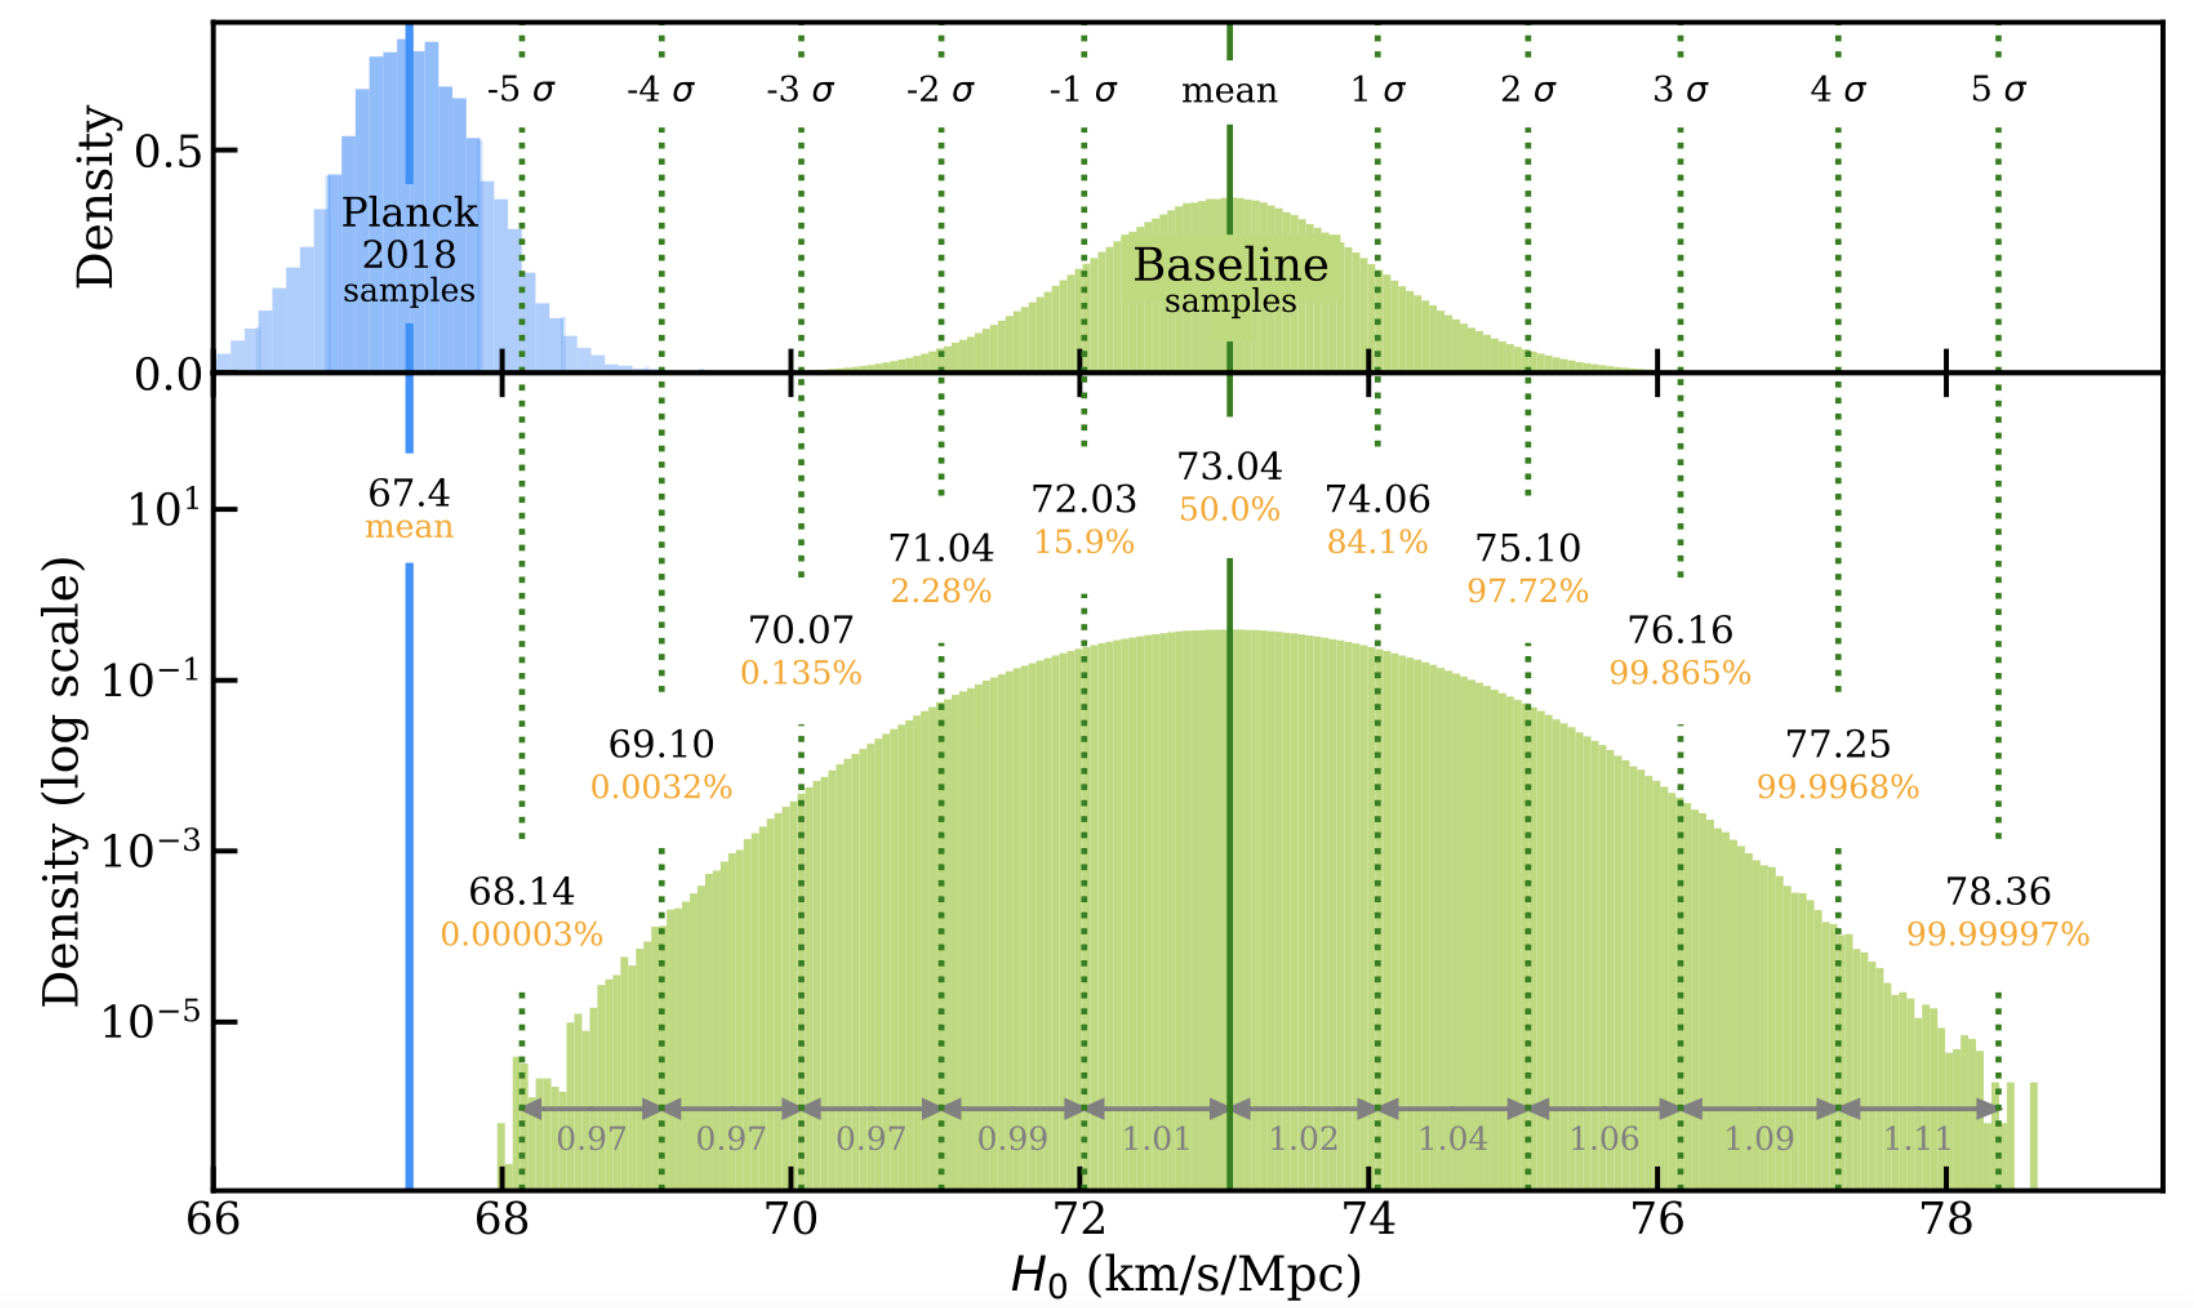 -5 σ
-4 σ
-3 σ
-2 σ
-1 σ
mean
1 σ
2 σ
3 σ
4 σ
5 σ
Density
0.5
0.0
Planck
2018
samples
Baseline
samples
Density (log scale)
10¹
10⁻¹
10⁻³
10⁻⁵
67.4
mean
68.14
0.00003%
69.10
0.0032%
70.07
0.135%
71.04
2.28%
72.03
15.9%
73.04
50.0%
74.06
84.1%
75.10
97.72%
76.16
99.865%
77.25
99.9968%
78.36
99.99997%
0.97
0.97
0.97
0.99
1.01
1.02
1.04
1.06
1.09
1.11
66
68
70
72
74
76
78
H₀ (km/s/Mpc)